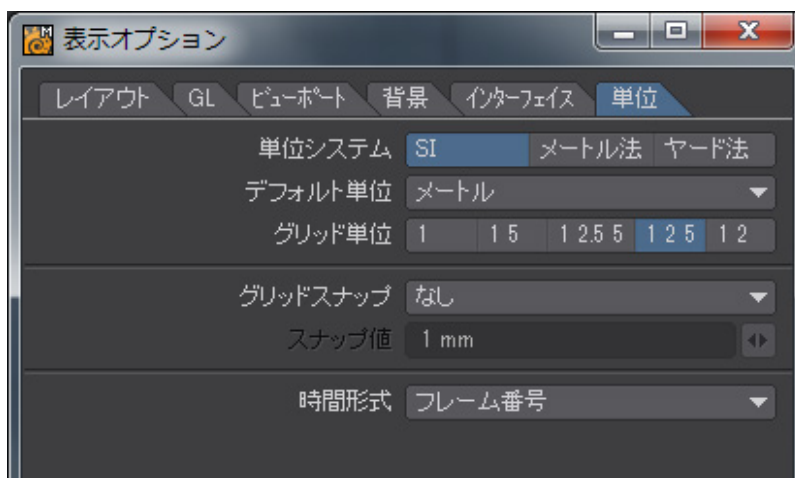 表示オプション
レイアウト GL ビューポート 背景 インターフェイス 単位
単位システム SI メートル法 ヤード法
デフォルト単位 メートル
グリッド単位 1 1 5 1 2.5 5 1 2 5 1 2
グリッドスナップ なし
スナップ値 1 mm
時間形式 フレーム番号